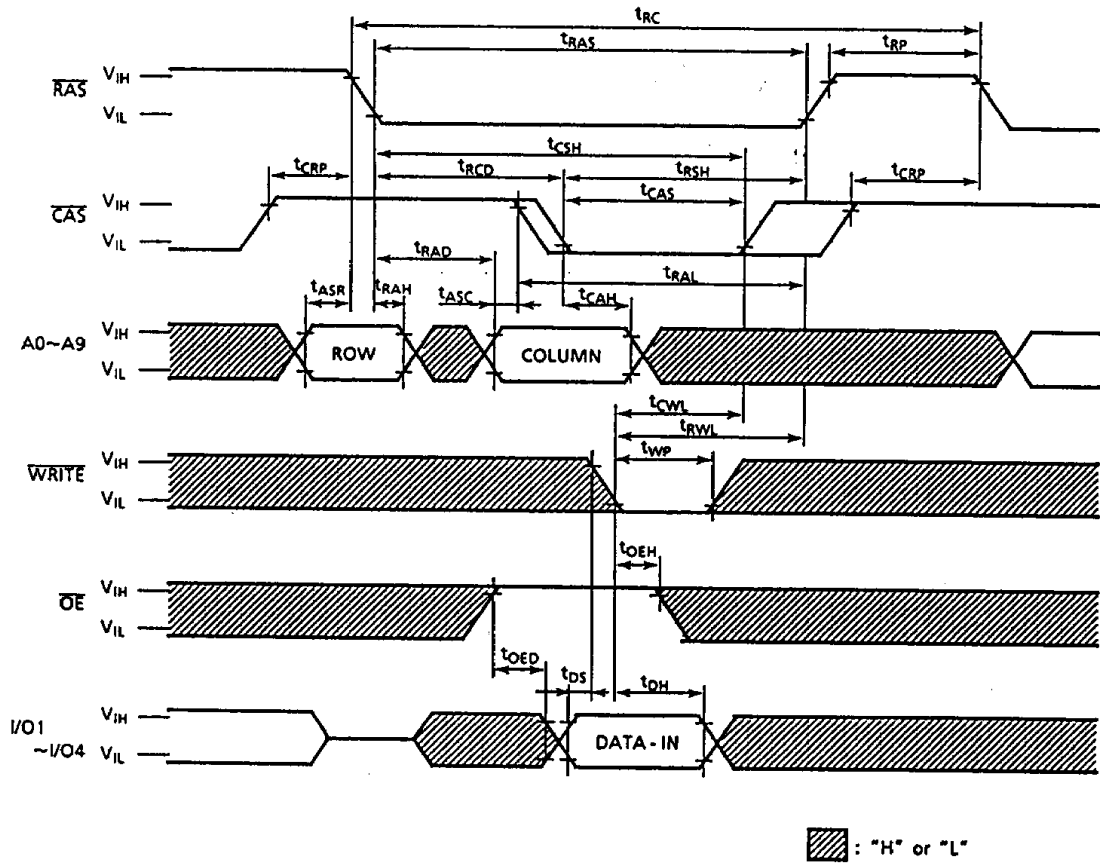 tRC
tRAS
tRP
RAS
VIH
VIL
tCSH
tCRP
tRCD
tRSH
tCRP
tCAS
CAS
VIH
VIL
tRAD
tRAL
tASR
tRAH
tASC
tCAH
A0~A9
VIH
VIL
ROW
COLUMN
tCWL
tRWL
tWP
WRITE
VIH
VIL
tOEH
OE
VIH
VIL
tOED
tDS
tDH
I/O1
~I/O4
VIH
VIL
DATA - IN
: "H" or "L"